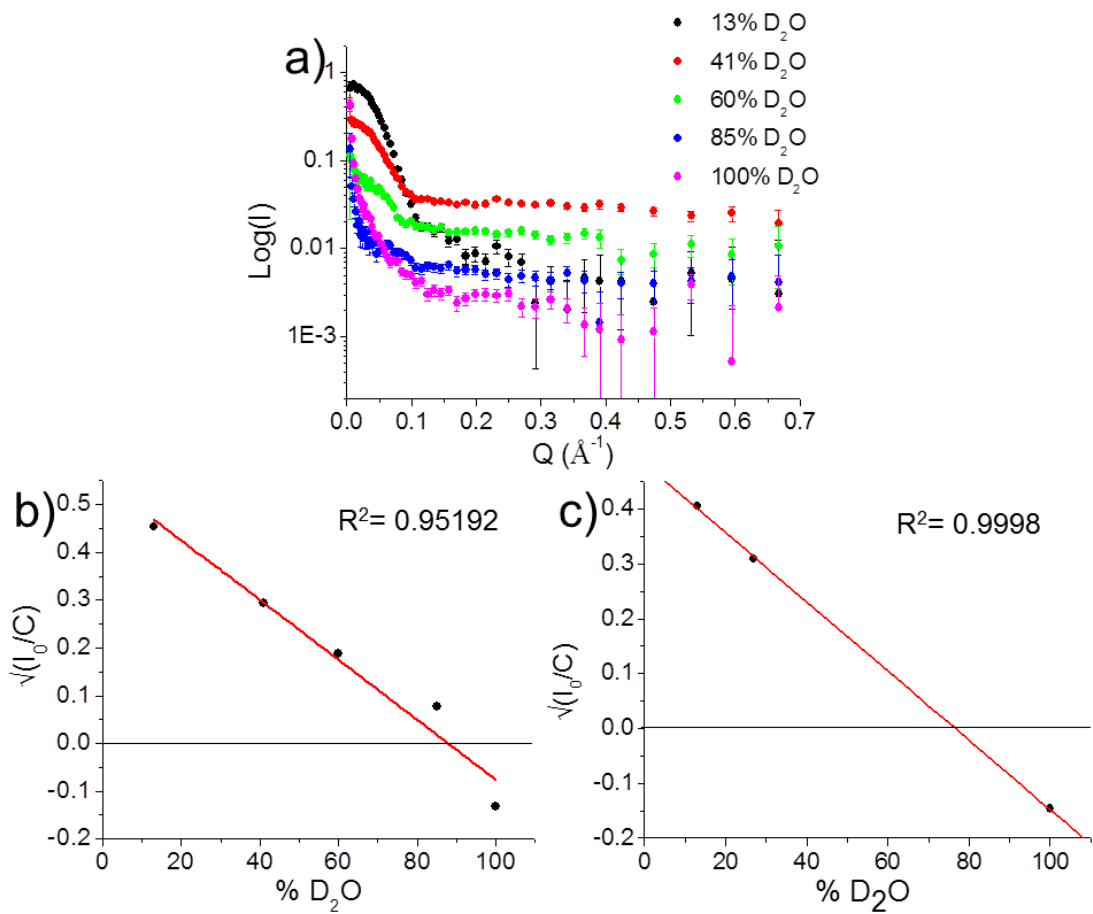 a)
13% D₂O
41% D₂O
60% D₂O
85% D₂O
100% D₂O
Log(I)
1
0.1
0.01
1E-3
0.0 0.1 0.2 0.3 0.4 0.5 0.6 0.7
Q (Å⁻¹)
b)
R²= 0.95192
√(I₀/C)
0.5
0.4
0.3
0.2
0.1
0.0
-0.1
-0.2
0 20 40 60 80 100
% D₂O
c)
R²= 0.9998
√(I₀/C)
0.4
0.3
0.2
0.1
0.0
-0.1
-0.2
0 20 40 60 80 100
% D₂O